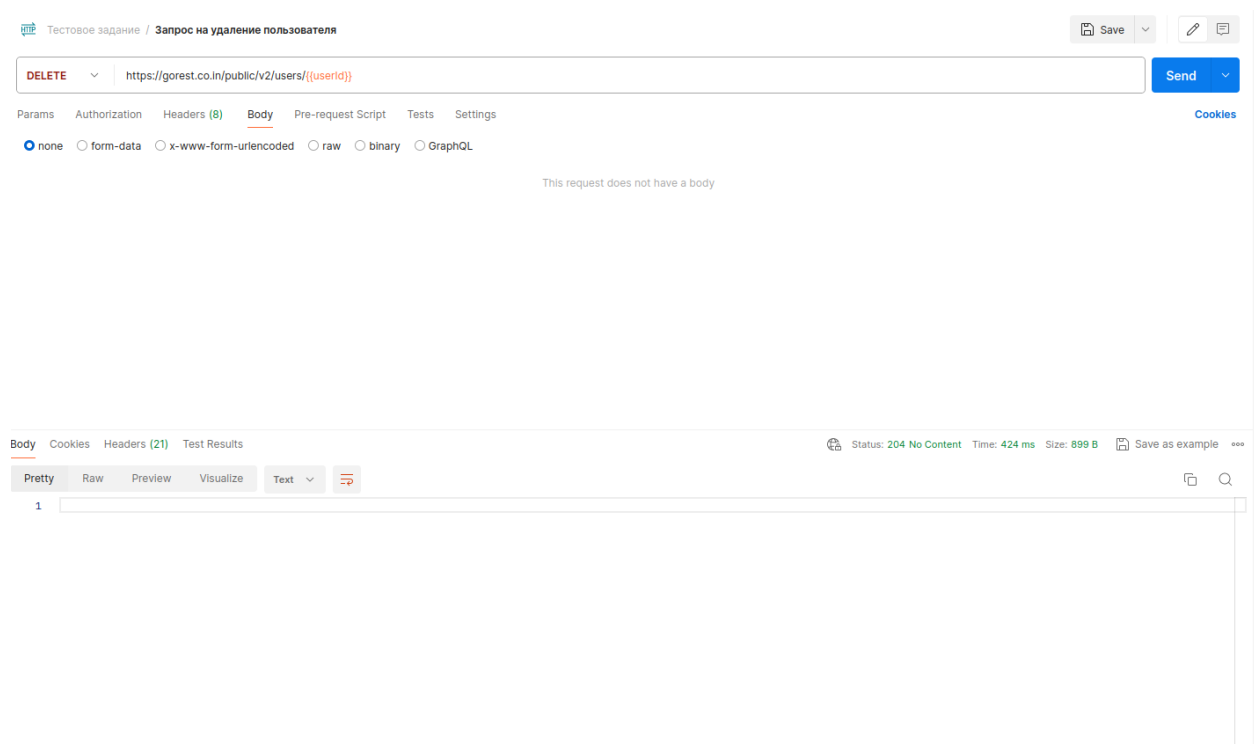 HTTP Тестовое задание / Запрос на удаление пользователя Save
DELETE https://gorest.co.in/public/v2/users/{{userId}} Send
Params Authorization Headers (8) Body Pre-request Script Tests Settings Cookies
none form-data x-www-form-urlencoded raw binary GraphQL
This request does not have a body
Body Cookies Headers (21) Test Results Status: 204 No Content Time: 424 ms Size: 899 B Save as example
Pretty Raw Preview Visualize Text
1